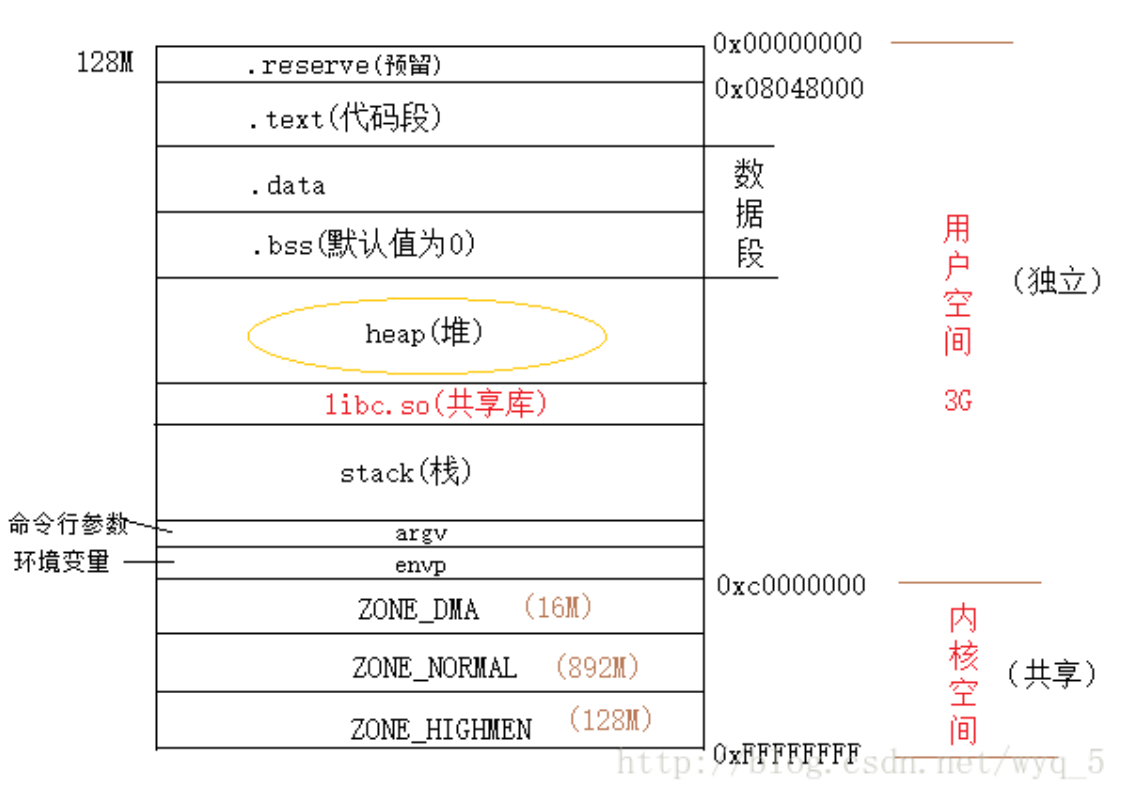 0x00000000
128M
.reserve(预留)
0x08048000
.text(代码段)
.data
数据段
.bss(默认值为0)
用户空间
3G
(独立)
heap(堆)
libc.so(共享库)
stack(栈)
命令行参数
argv
环境变量
envp
0xc0000000
ZONE_DMA (16M)
内核空间
(共享)
ZONE_NORMAL (892M)
ZONE_HIGHMEN (128M)
0xFFFFFFFF
http://blog.csdn.net/wyq_5